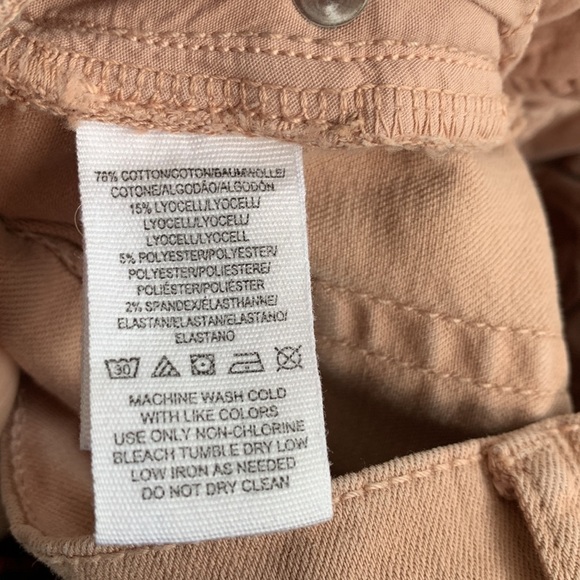 78% COTTON/COTON/BAUMWOLLE/
COTONE/ALGODÃO/ALGODÓN
15% LYOCELL/LYOCELL/
LYOCELL/LYOCELL/
LYOCELL/LYOCELL
5% POLYESTER/POLYESTER/
POLYESTER/POLIESTERE/
POLIÉSTER/POLIÉSTER
2% SPANDEX/ÉLASTHANNE/
ELASTAN/ELASTAN/ELASTANO/
ELASTANO
30
MACHINE WASH COLD
WITH LIKE COLORS
USE ONLY NON-CHLORINE
BLEACH TUMBLE DRY LOW
LOW IRON AS NEEDED
DO NOT DRY CLEAN